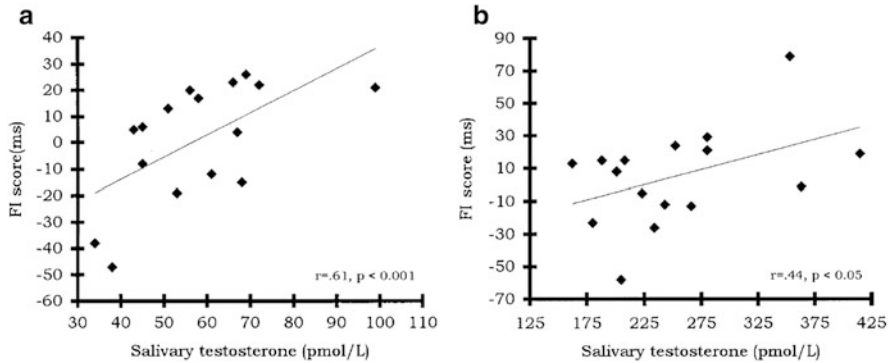 a
FI score(ms)
40
30
20
10
0
-10
-20
-30
-40
-50
-60
r=.61, p < 0.001
30 40 50 60 70 80 90 100 110
Salivary testosterone (pmol/L)
b
FI score (ms)
90
70
50
30
10
-10
-30
-50
-70
r=.44, p < 0.05
125 175 225 275 325 375 425
Salivary testosterone (pmol/L)